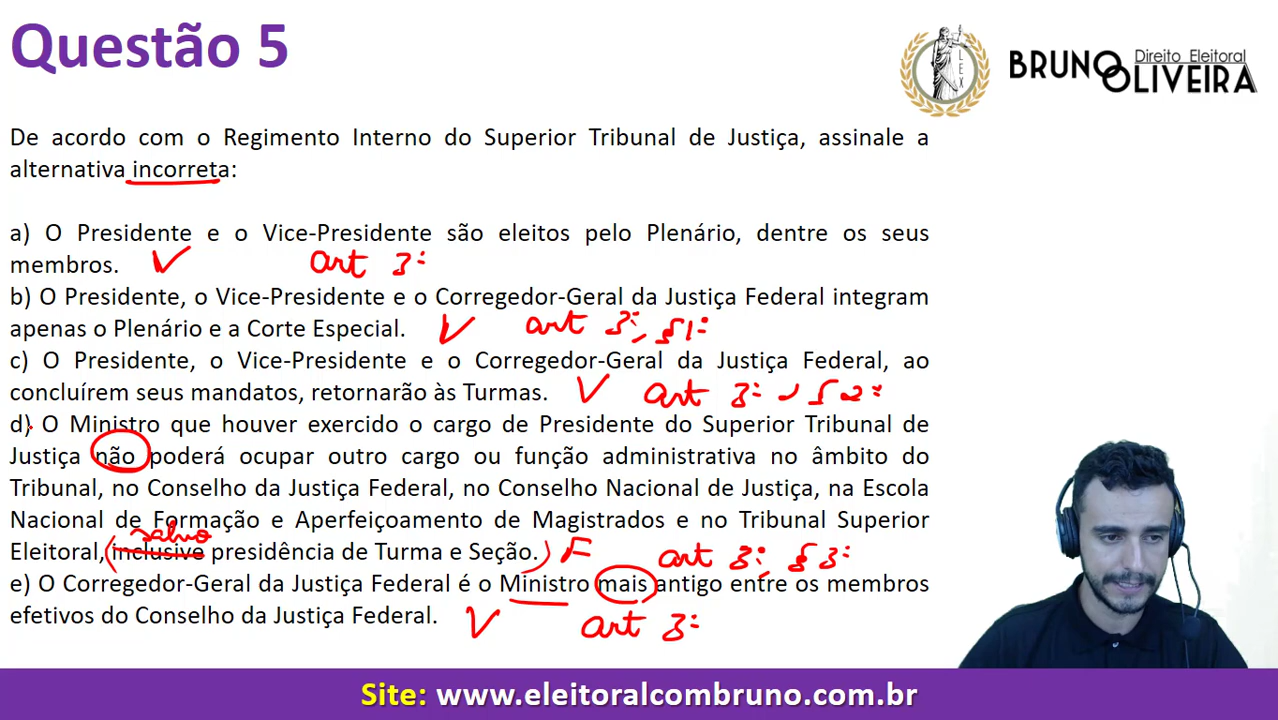 Questão 5
LEX
BRUNO OLIVEIRA
Direito Eleitoral
De acordo com o Regimento Interno do Superior Tribunal de Justiça, assinale a
alternativa incorreta:
a) O Presidente e o Vice-Presidente são eleitos pelo Plenário, dentre os seus
membros. V art 3º
b) O Presidente, o Vice-Presidente e o Corregedor-Geral da Justiça Federal integram
apenas o Plenário e a Corte Especial. V art 3º, §1º
c) O Presidente, o Vice-Presidente e o Corregedor-Geral da Justiça Federal, ao
concluírem seus mandatos, retornarão às Turmas. V art 3º, §2º
d) O Ministro que houver exercido o cargo de Presidente do Superior Tribunal de
Justiça não poderá ocupar outro cargo ou função administrativa no âmbito do
Tribunal, no Conselho da Justiça Federal, no Conselho Nacional de Justiça, na Escola
Nacional de Formação e Aperfeiçoamento de Magistrados e no Tribunal Superior
salvo
Eleitoral, (inclusive presidência de Turma e Seção.) F art 3º, §3º
e) O Corregedor-Geral da Justiça Federal é o Ministro mais antigo entre os membros
efetivos do Conselho da Justiça Federal. V art 3º
Site: www.eleitoralcombruno.com.br